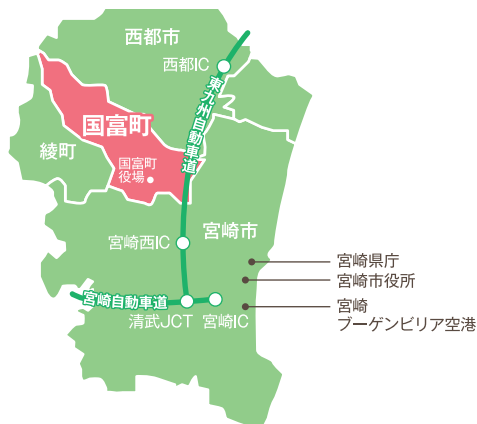 西都市
西都IC
東九州自動車道
国富町
綾町
国富町
役場
宮崎市
宮崎西IC
宮崎県庁
宮崎市役所
宮崎自動車道
宮崎
ブーゲンビリア空港
清武JCT
宮崎IC